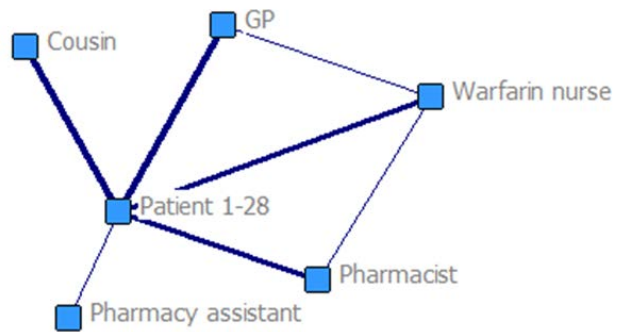 GP
Cousin
Warfarin nurse
Patient 1-28
Pharmacist
Pharmacy assistant